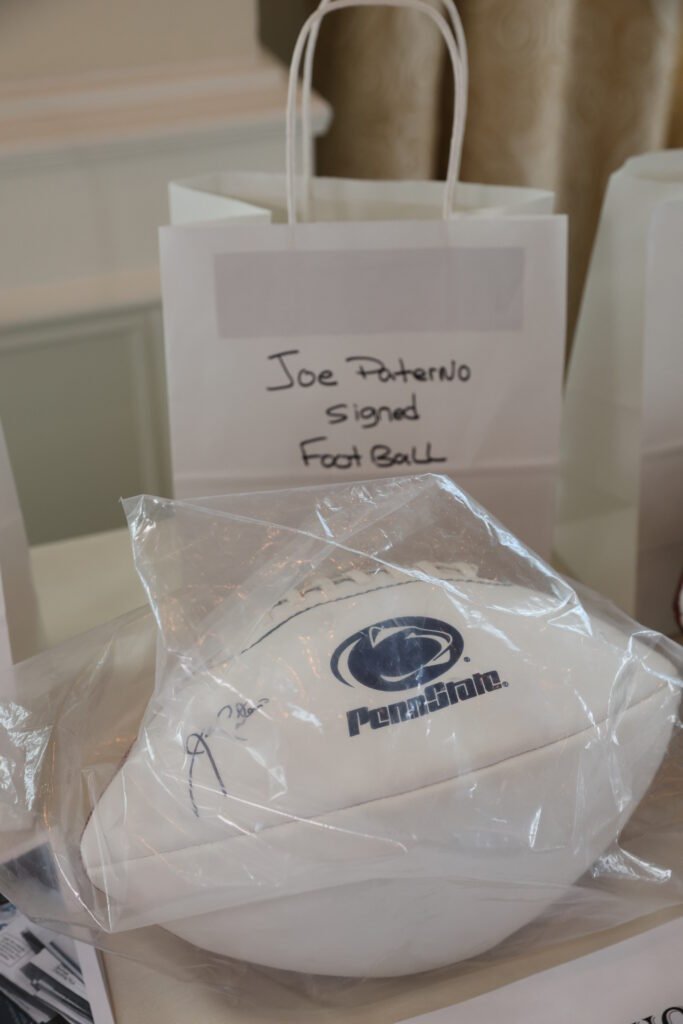 Joe Paterno
Signed
FootBall
PennState